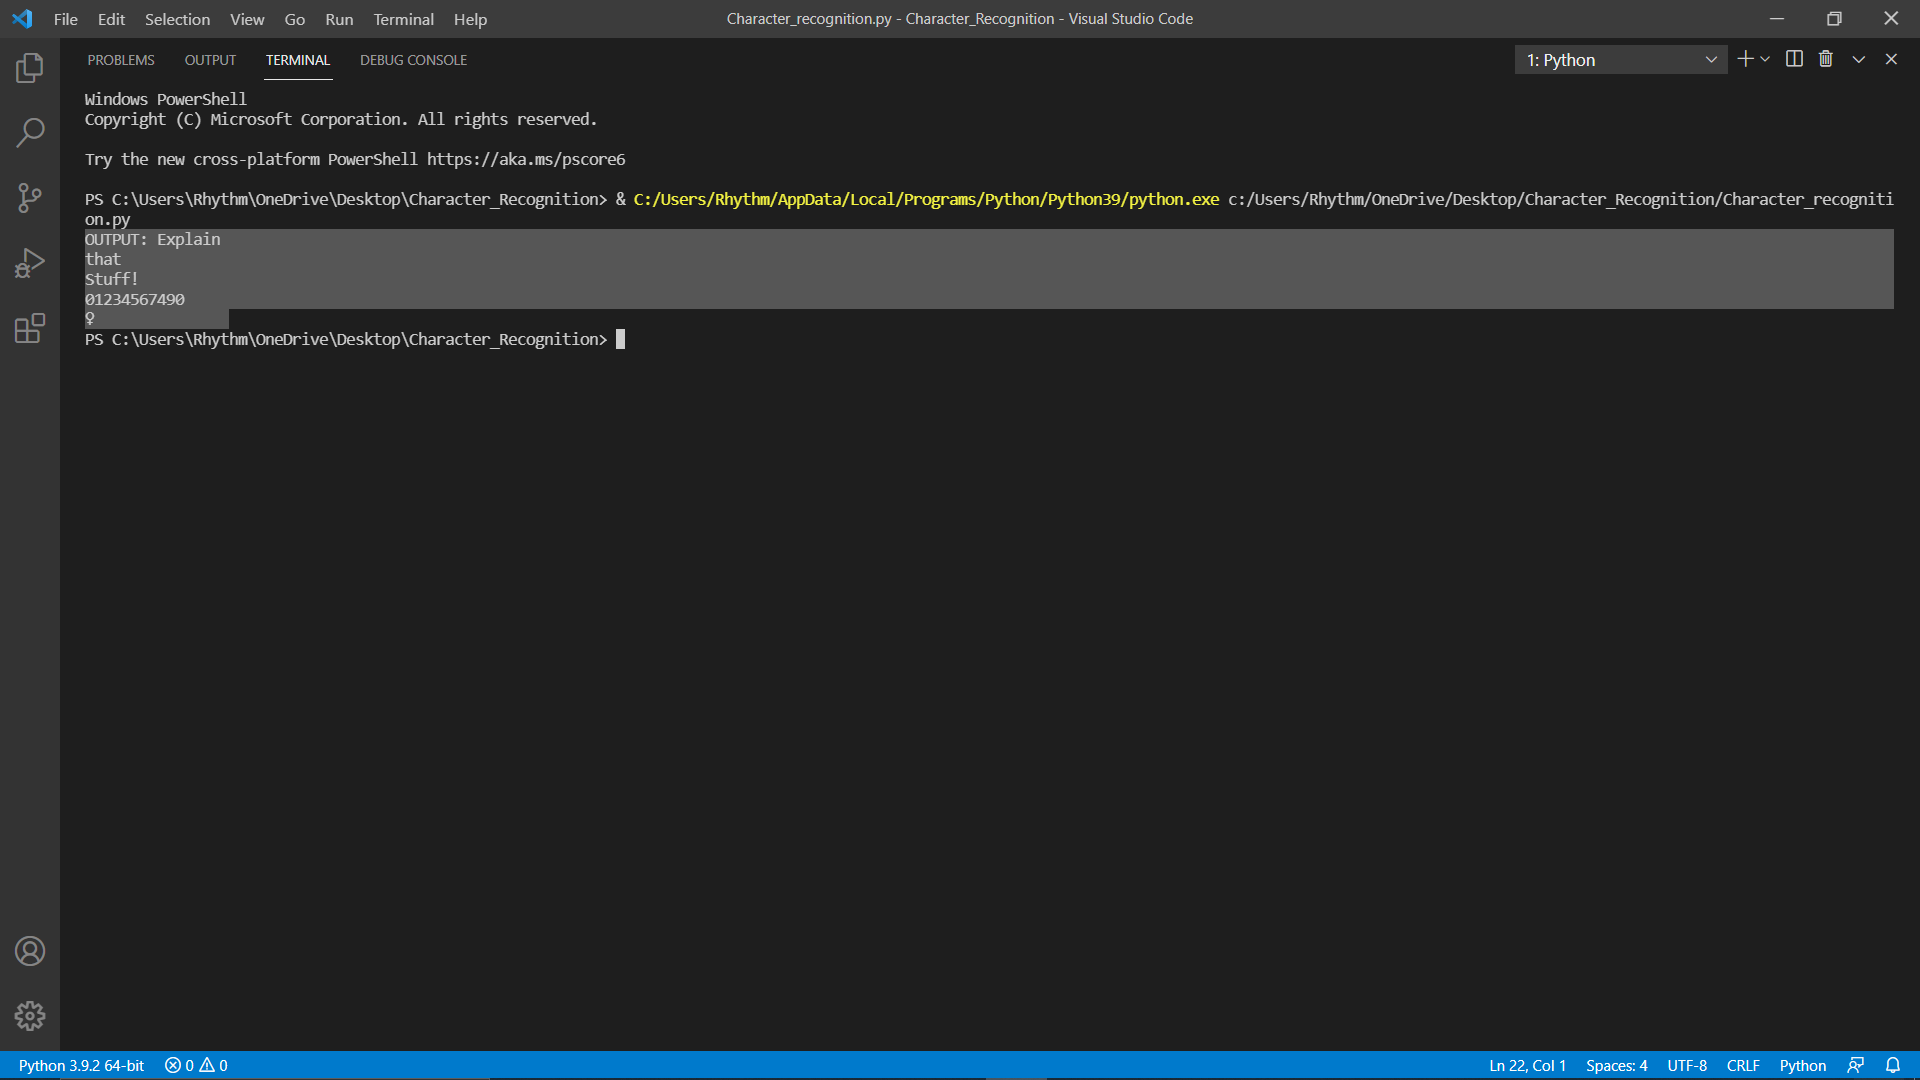 File Edit Selection View Go Run Terminal Help
Character_recognition.py - Character_Recognition - Visual Studio Code
PROBLEMS OUTPUT TERMINAL DEBUG CONSOLE
1: Python
Windows PowerShell
Copyright (C) Microsoft Corporation. All rights reserved.
Try the new cross-platform PowerShell https://aka.ms/pscore6
PS C:\Users\Rhythm\OneDrive\Desktop\Character_Recognition> & C:/Users/Rhythm/AppData/Local/Programs/Python/Python39/python.exe c:/Users/Rhythm/OneDrive/Desktop/Character_Recognition/Character_recogniti
on.py
OUTPUT: Explain
that
Stuff!
01234567490
♀
PS C:\Users\Rhythm\OneDrive\Desktop\Character_Recognition>
Python 3.9.2 64-bit 0 0 Ln 22, Col 1 Spaces: 4 UTF-8 CRLF Python